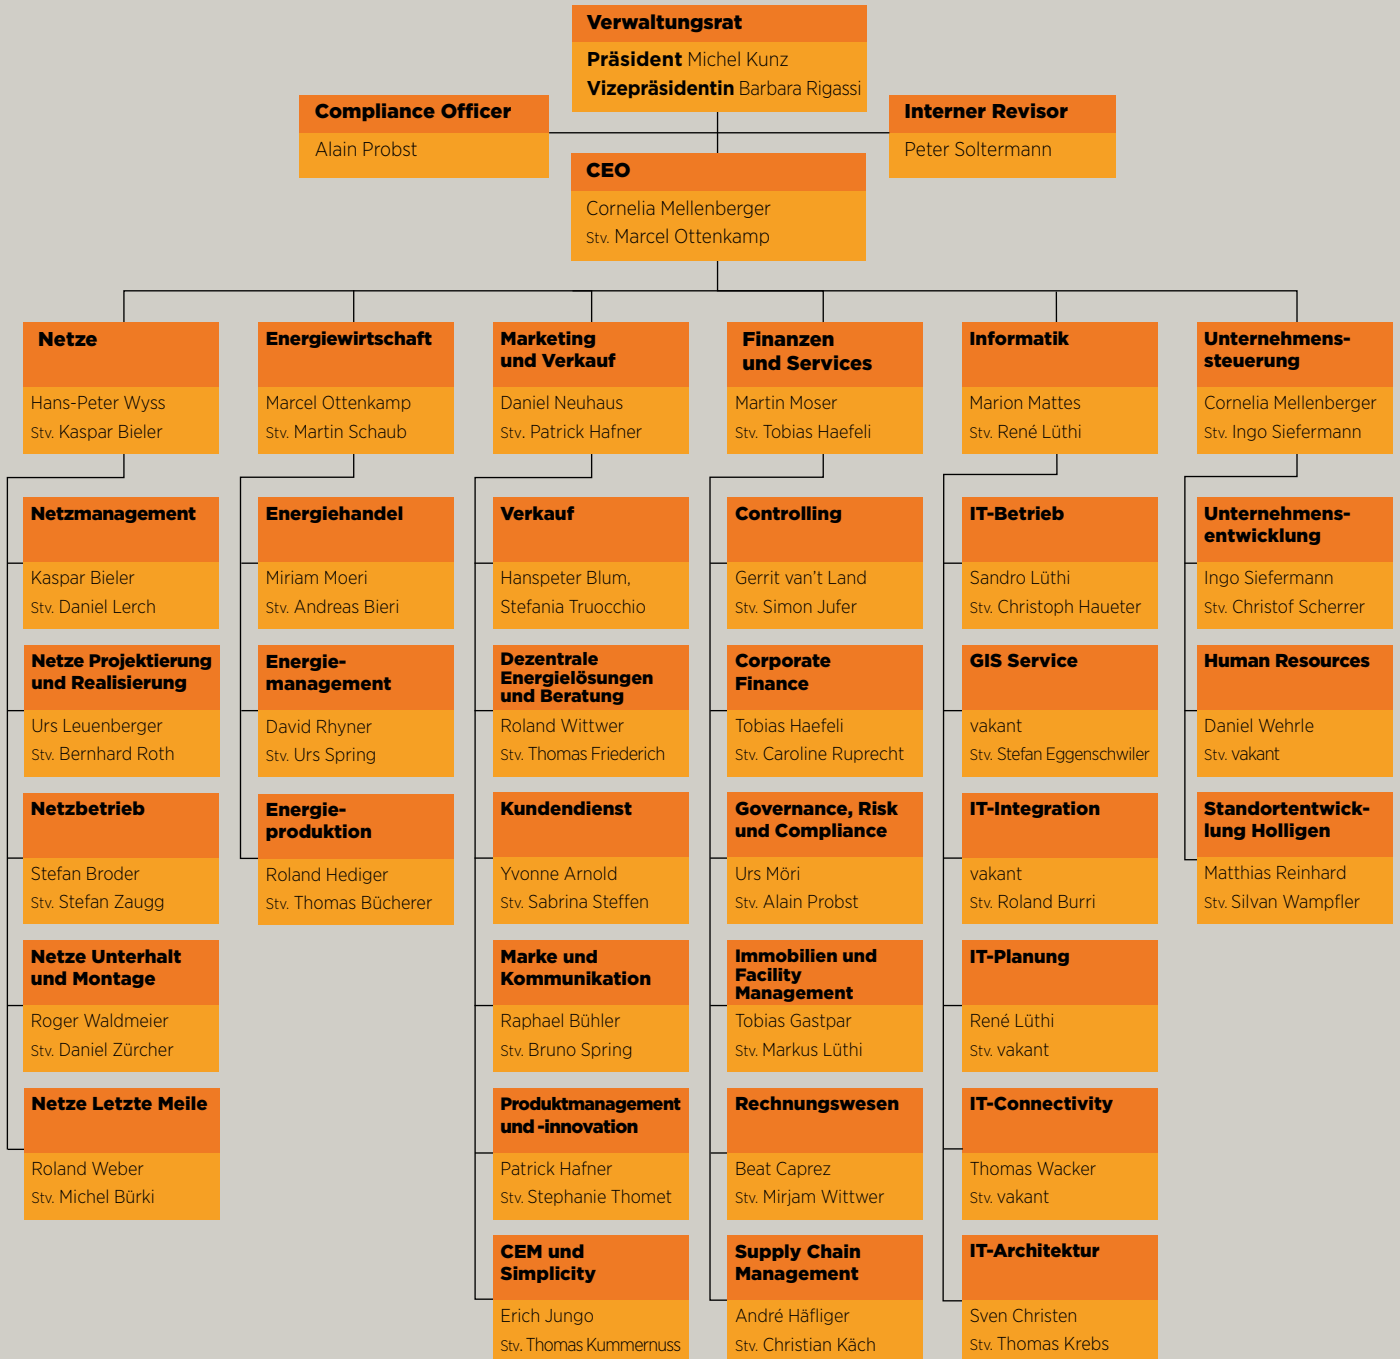 Verwaltungsrat
Präsident Michel Kunz
Vizepräsidentin Barbara Rigassi
Compliance Officer
Alain Probst
Interner Revisor
Peter Soltermann
CEO
Cornelia Mellenberger
Stv. Marcel Ottenkamp
Netze
Hans-Peter Wyss
Stv. Kaspar Bieler
Netzmanagement
Kaspar Bieler
Stv. Daniel Lerch
Netze Projektierung
und Realisierung
Urs Leuenberger
Stv. Bernhard Roth
Netzbetrieb
Stefan Broder
Stv. Stefan Zaugg
Netze Unterhalt
und Montage
Roger Waldmeier
Stv. Daniel Zürcher
Netze Letzte Meile
Roland Weber
Stv. Michel Bürki
Energiewirtschaft
Marcel Ottenkamp
Stv. Martin Schaub
Energiehandel
Miriam Moeri
Stv. Andreas Bieri
Energie-
management
David Rhyner
Stv. Urs Spring
Energie-
produktion
Roland Hediger
Stv. Thomas Bücherer
Marketing
und Verkauf
Daniel Neuhaus
Stv. Patrick Hafner
Verkauf
Hanspeter Blum,
Stefania Truocchio
Dezentrale
Energielösungen
und Beratung
Roland Wittwer
Stv. Thomas Friederich
Kundendienst
Yvonne Arnold
Stv. Sabrina Steffen
Marke und
Kommunikation
Raphael Bühler
Stv. Bruno Spring
Produktmanagement
und -innovation
Patrick Hafner
Stv. Stephanie Thomet
CEM und
Simplicity
Erich Jungo
Stv. Thomas Kummernuss
Finanzen
und Services
Martin Moser
Stv. Tobias Haefeli
Controlling
Gerrit van't Land
Stv. Simon Jufer
Corporate
Finance
Tobias Haefeli
Stv. Caroline Ruprecht
Governance, Risk
und Compliance
Urs Möri
Stv. Alain Probst
Immobilien und
Facility
Management
Tobias Gastpar
Stv. Markus Lüthi
Rechnungswesen
Beat Caprez
Stv. Mirjam Wittwer
Supply Chain
Management
André Häfliger
Stv. Christian Käch
Informatik
Marion Mattes
Stv. René Lüthi
IT-Betrieb
Sandro Lüthi
Stv. Christoph Haueter
GIS Service
vakant
Stv. Stefan Eggenschwiler
IT-Integration
vakant
Stv. Roland Burri
IT-Planung
René Lüthi
Stv. vakant
IT-Connectivity
Thomas Wacker
Stv. vakant
IT-Architektur
Sven Christen
Stv. Thomas Krebs
Unternehmens-
steuerung
Cornelia Mellenberger
Stv. Ingo Siefermann
Unternehmens-
entwicklung
Ingo Siefermann
Stv. Christof Scherrer
Human Resources
Daniel Wehrle
Stv. vakant
Standortentwick-
lung Holligen
Matthias Reinhard
Stv. Silvan Wampfler